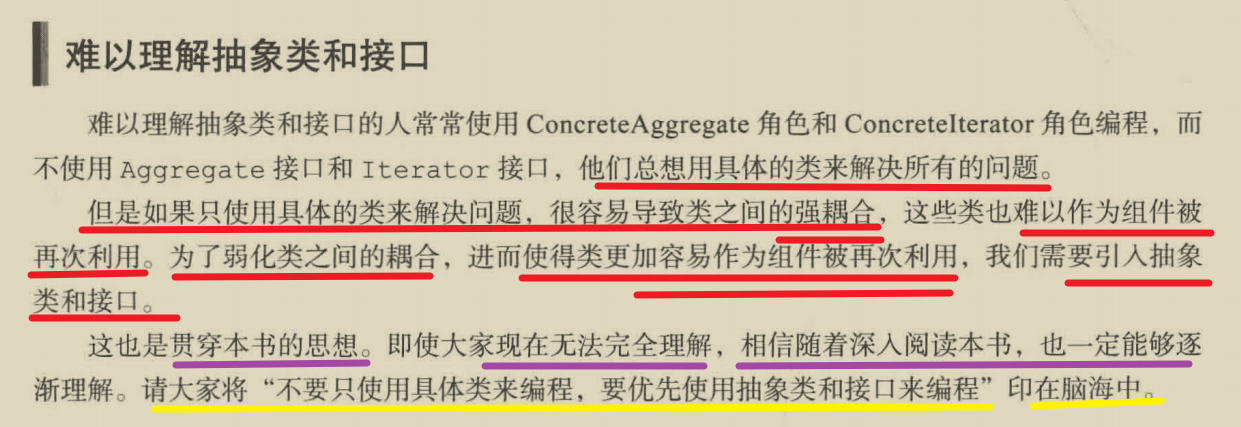 难以理解抽象类和接口
难以理解抽象类和接口的人常常使用 ConcreteAggregate 角色和 ConcreteIterator 角色编程，而
不使用 Aggregate 接口和 Iterator 接口，他们总想用具体的类来解决所有的问题。
但是如果只使用具体的类来解决问题，很容易导致类之间的强耦合，这些类也难以作为组件被
再次利用。为了弱化类之间的耦合，进而使得类更加容易作为组件被再次利用，我们需要引入抽象
类和接口。
这也是贯穿本书的思想。即使大家现在无法完全理解，相信随着深入阅读本书，也一定能够逐
渐理解。请大家将“不要只使用具体类来编程，要优先使用抽象类和接口来编程”印在脑海中。